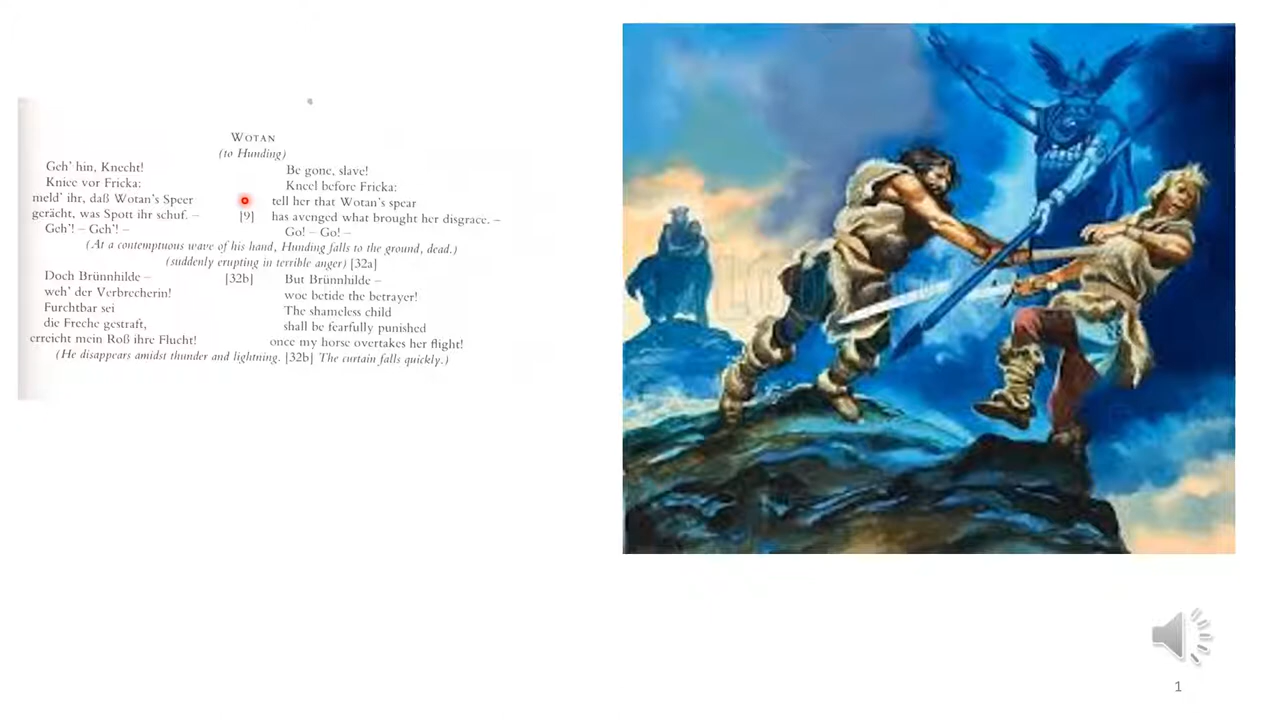 WOTAN
(to Hunding)
Geh' hin, Knecht! Be gone, slave!
Kniee vor Fricka: Kneel before Fricka:
meld' ihr, daß Wotan's Speer tell her that Wotan's spear
gerächt, was Spott ihr schuf. – [9] has avenged what brought her disgrace. –
Geh'! – Geh'! – Go! – Go! –
(At a contemptuous wave of his hand, Hunding falls to the ground, dead.)
(suddenly erupting in terrible anger) [32a]
Doch Brünnhilde – [32b] But Brünnhilde –
weh' der Verbrecherin! woe betide the betrayer!
Furchtbar sei The shameless child
die Freche gestraft, shall be fearfully punished
erreicht mein Roß ihre Flucht! once my horse overtakes her flight!
(He disappears amidst thunder and lightning. [32b] The curtain falls quickly.)
1